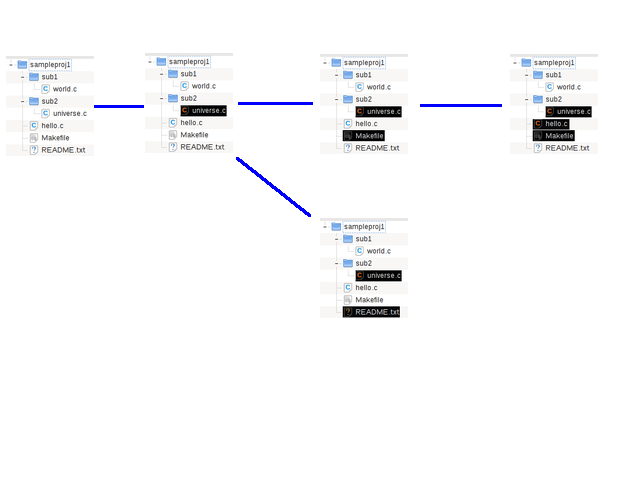 sampleproj1
sub1
world.c
sub2
universe.c
hello.c
Makefile
README.txt
sampleproj1
sub1
world.c
sub2
universe.c
hello.c
Makefile
README.txt
sampleproj1
sub1
world.c
sub2
universe.c
hello.c
Makefile
README.txt
sampleproj1
sub1
world.c
sub2
universe.c
hello.c
Makefile
README.txt
sampleproj1
sub1
world.c
sub2
universe.c
hello.c
Makefile
README.txt